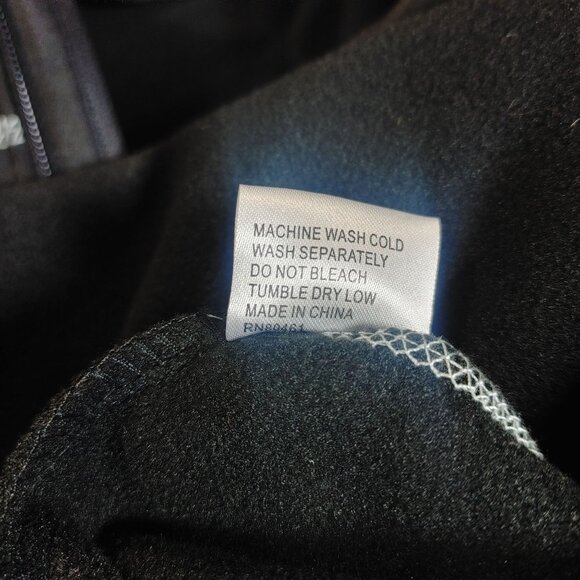 MACHINE WASH COLD
WASH SEPARATELY
DO NOT BLEACH
TUMBLE DRY LOW
MADE IN CHINA